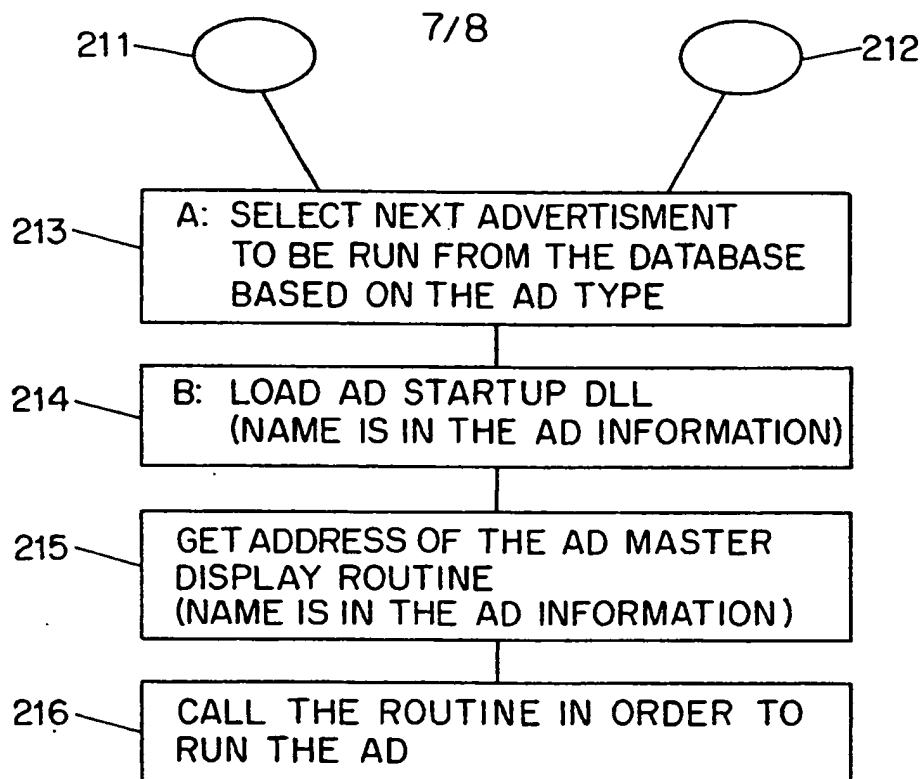 7/8
211
212
213
A: SELECT NEXT ADVERTISMENT
TO BE RUN FROM THE DATABASE
BASED ON THE AD TYPE
214
B: LOAD AD STARTUP DLL
(NAME IS IN THE AD INFORMATION)
215
GET ADDRESS OF THE AD MASTER
DISPLAY ROUTINE
(NAME IS IN THE AD INFORMATION)
216
CALL THE ROUTINE IN ORDER TO
RUN THE AD